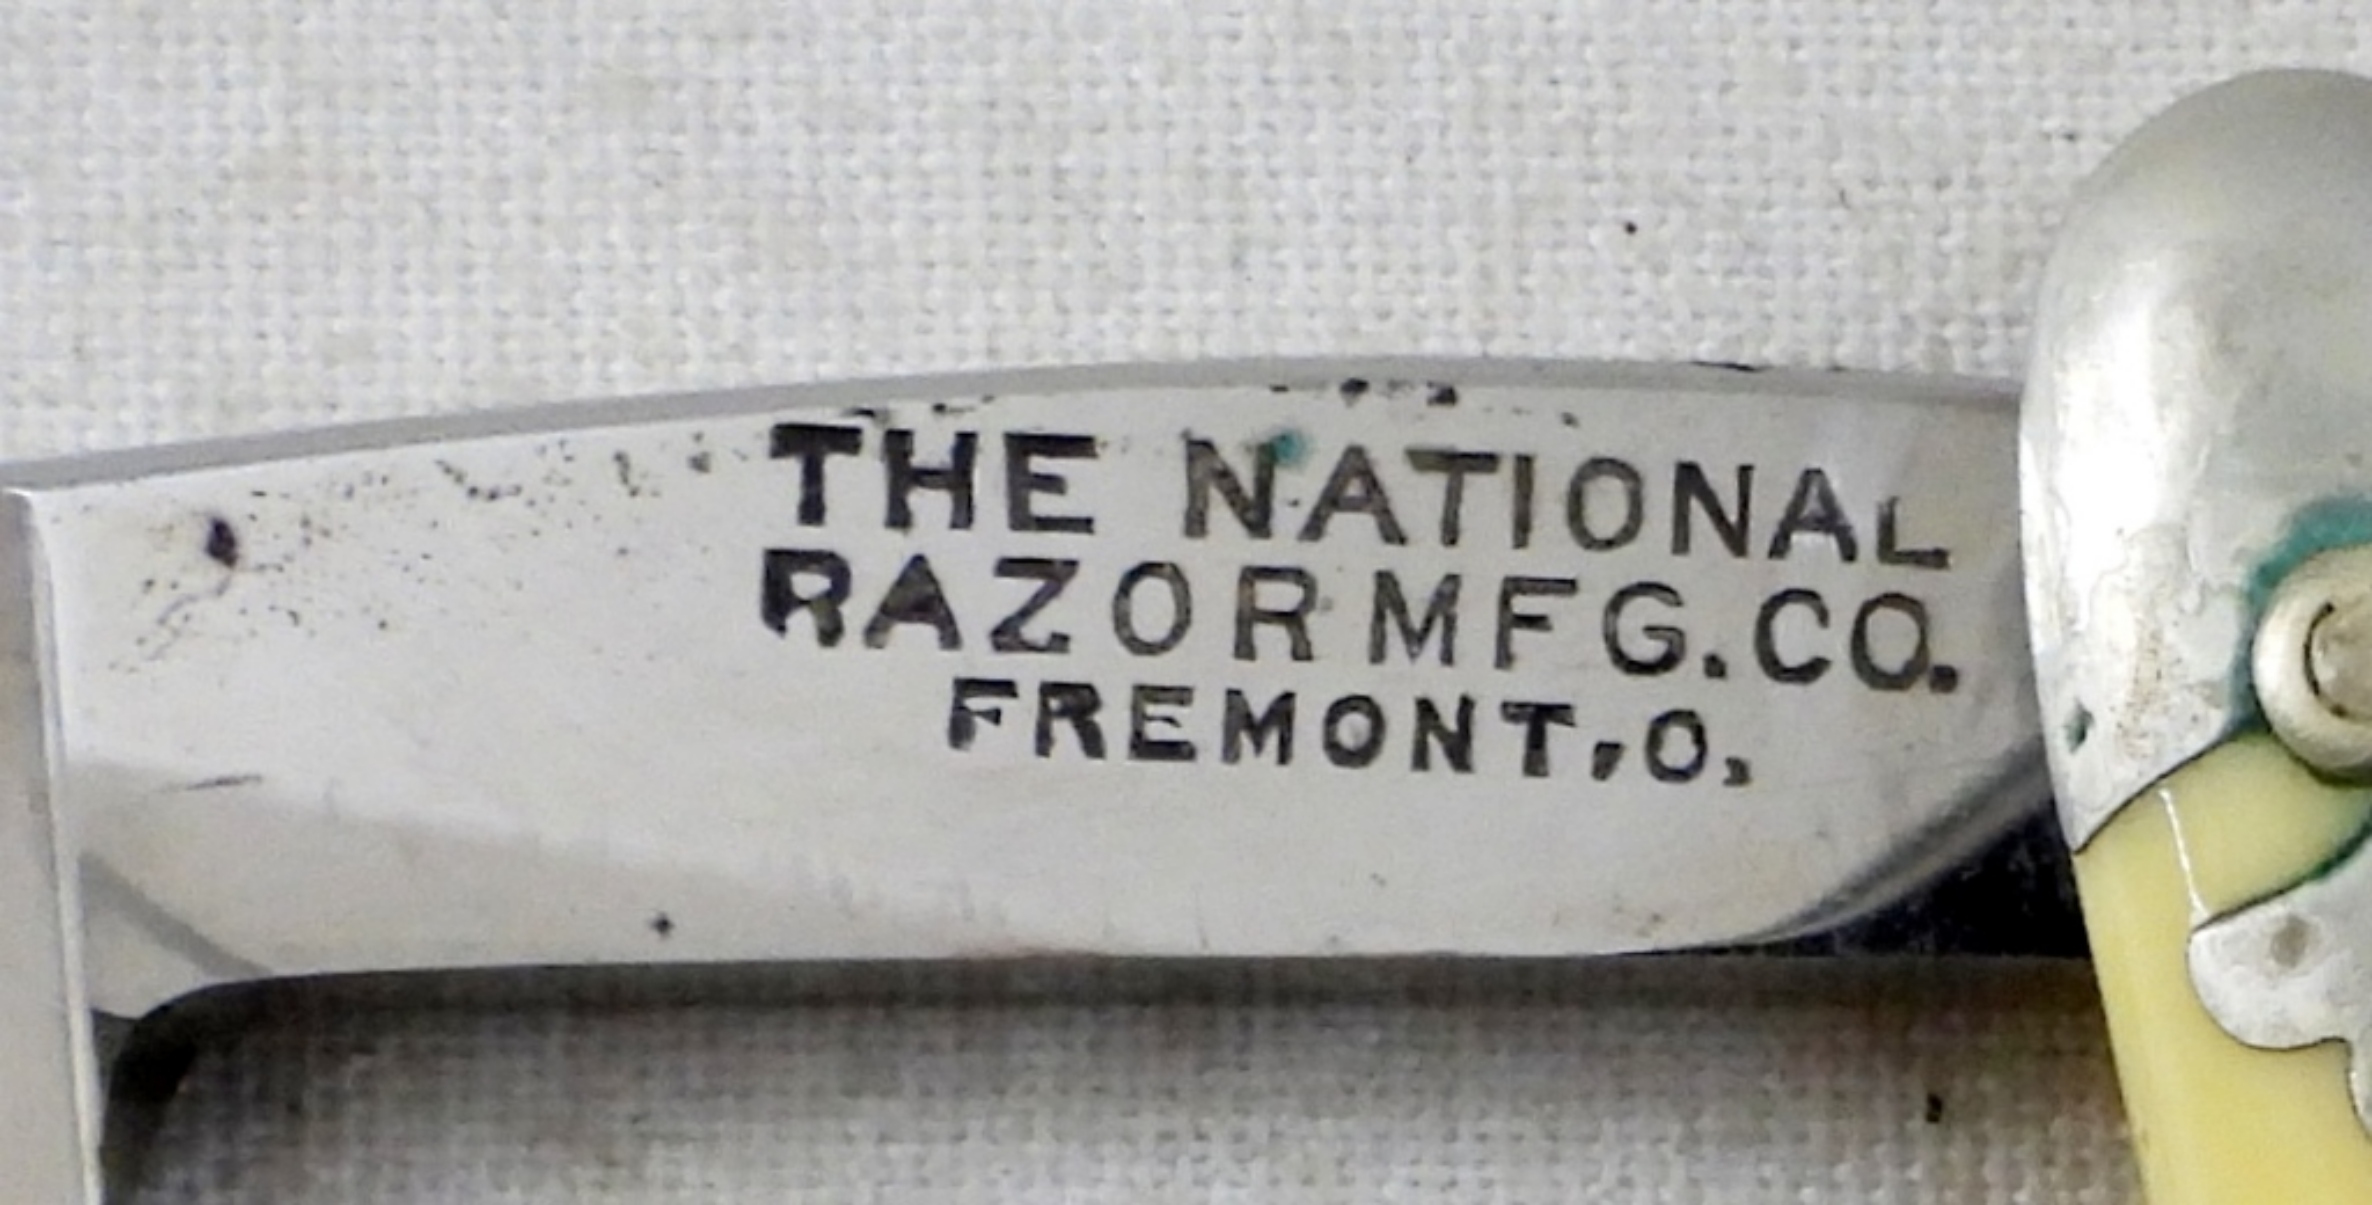 THE NATIONAL
RAZOR MFG. CO.
FREMONT, O.